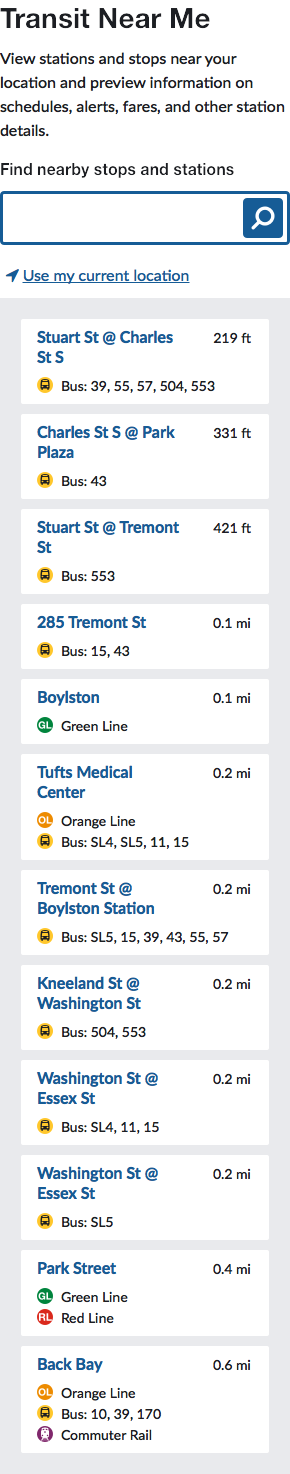 Transit Near Me
View stations and stops near your
location and preview information on
schedules, alerts, fares, and other station
details.
Find nearby stops and stations
Use my current location
Stuart St @ Charles
St S
219 ft
Bus: 39, 55, 57, 504, 553
Charles St S @ Park
Plaza
331 ft
Bus: 43
Stuart St @ Tremont
St
421 ft
Bus: 553
285 Tremont St
0.1 mi
Bus: 15, 43
Boylston
0.1 mi
GL Green Line
Tufts Medical
Center
0.2 mi
OL Orange Line
Bus: SL4, SL5, 11, 15
Tremont St @
Boylston Station
0.2 mi
Bus: SL5, 15, 39, 43, 55, 57
Kneeland St @
Washington St
0.2 mi
Bus: 504, 553
Washington St @
Essex St
0.2 mi
Bus: SL4, 11, 15
Washington St @
Essex St
0.2 mi
Bus: SL5
Park Street
0.4 mi
GL Green Line
RL Red Line
Back Bay
0.6 mi
OL Orange Line
Bus: 10, 39, 170
Commuter Rail